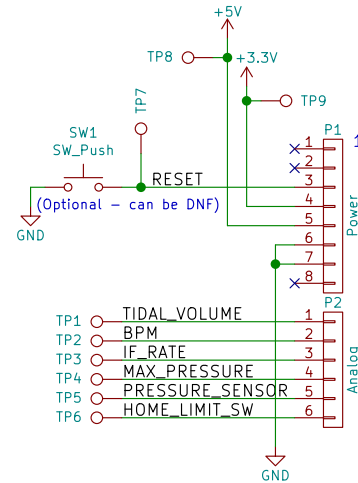 +5V
TP8
+3.3V
TP7
TP9
SW1
SW_Push
P1
1
1
2
RESET
3
(Optional – can be DNF)
4
5
GND
6
7
8
Power
P2
TP1 TIDAL_VOLUME 1
TP2 BPM 2
TP3 IF_RATE 3
TP4 MAX_PRESSURE 4
TP5 PRESSURE_SENSOR 5
TP6 HOME_LIMIT_SW 6
Analog
GND